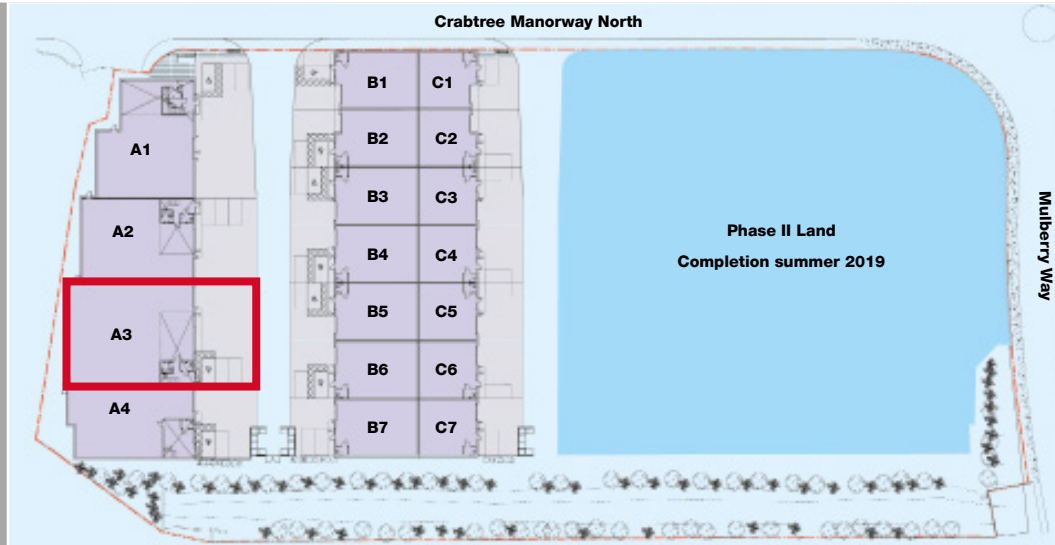 Crabtree Manorway North
A1
A2
A3
A4
B1 C1
B2 C2
B3 C3
B4 C4
B5 C5
B6 C6
B7 C7
Phase II Land
Completion summer 2019
Mulberry Way